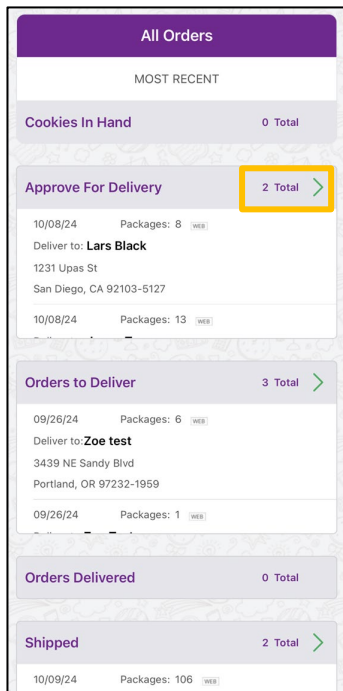 All Orders
MOST RECENT
Cookies In Hand 0 Total
Approve For Delivery 2 Total
10/08/24 Packages: 8 WEB
Deliver to: Lars Black
1231 Upas St
San Diego, CA 92103-5127
10/08/24 Packages: 13 WEB
Orders to Deliver 3 Total
09/26/24 Packages: 6 WEB
Deliver to: Zoe test
3439 NE Sandy Blvd
Portland, OR 97232-1959
09/26/24 Packages: 1 WEB
Orders Delivered 0 Total
Shipped 2 Total
10/09/24 Packages: 106 WEB